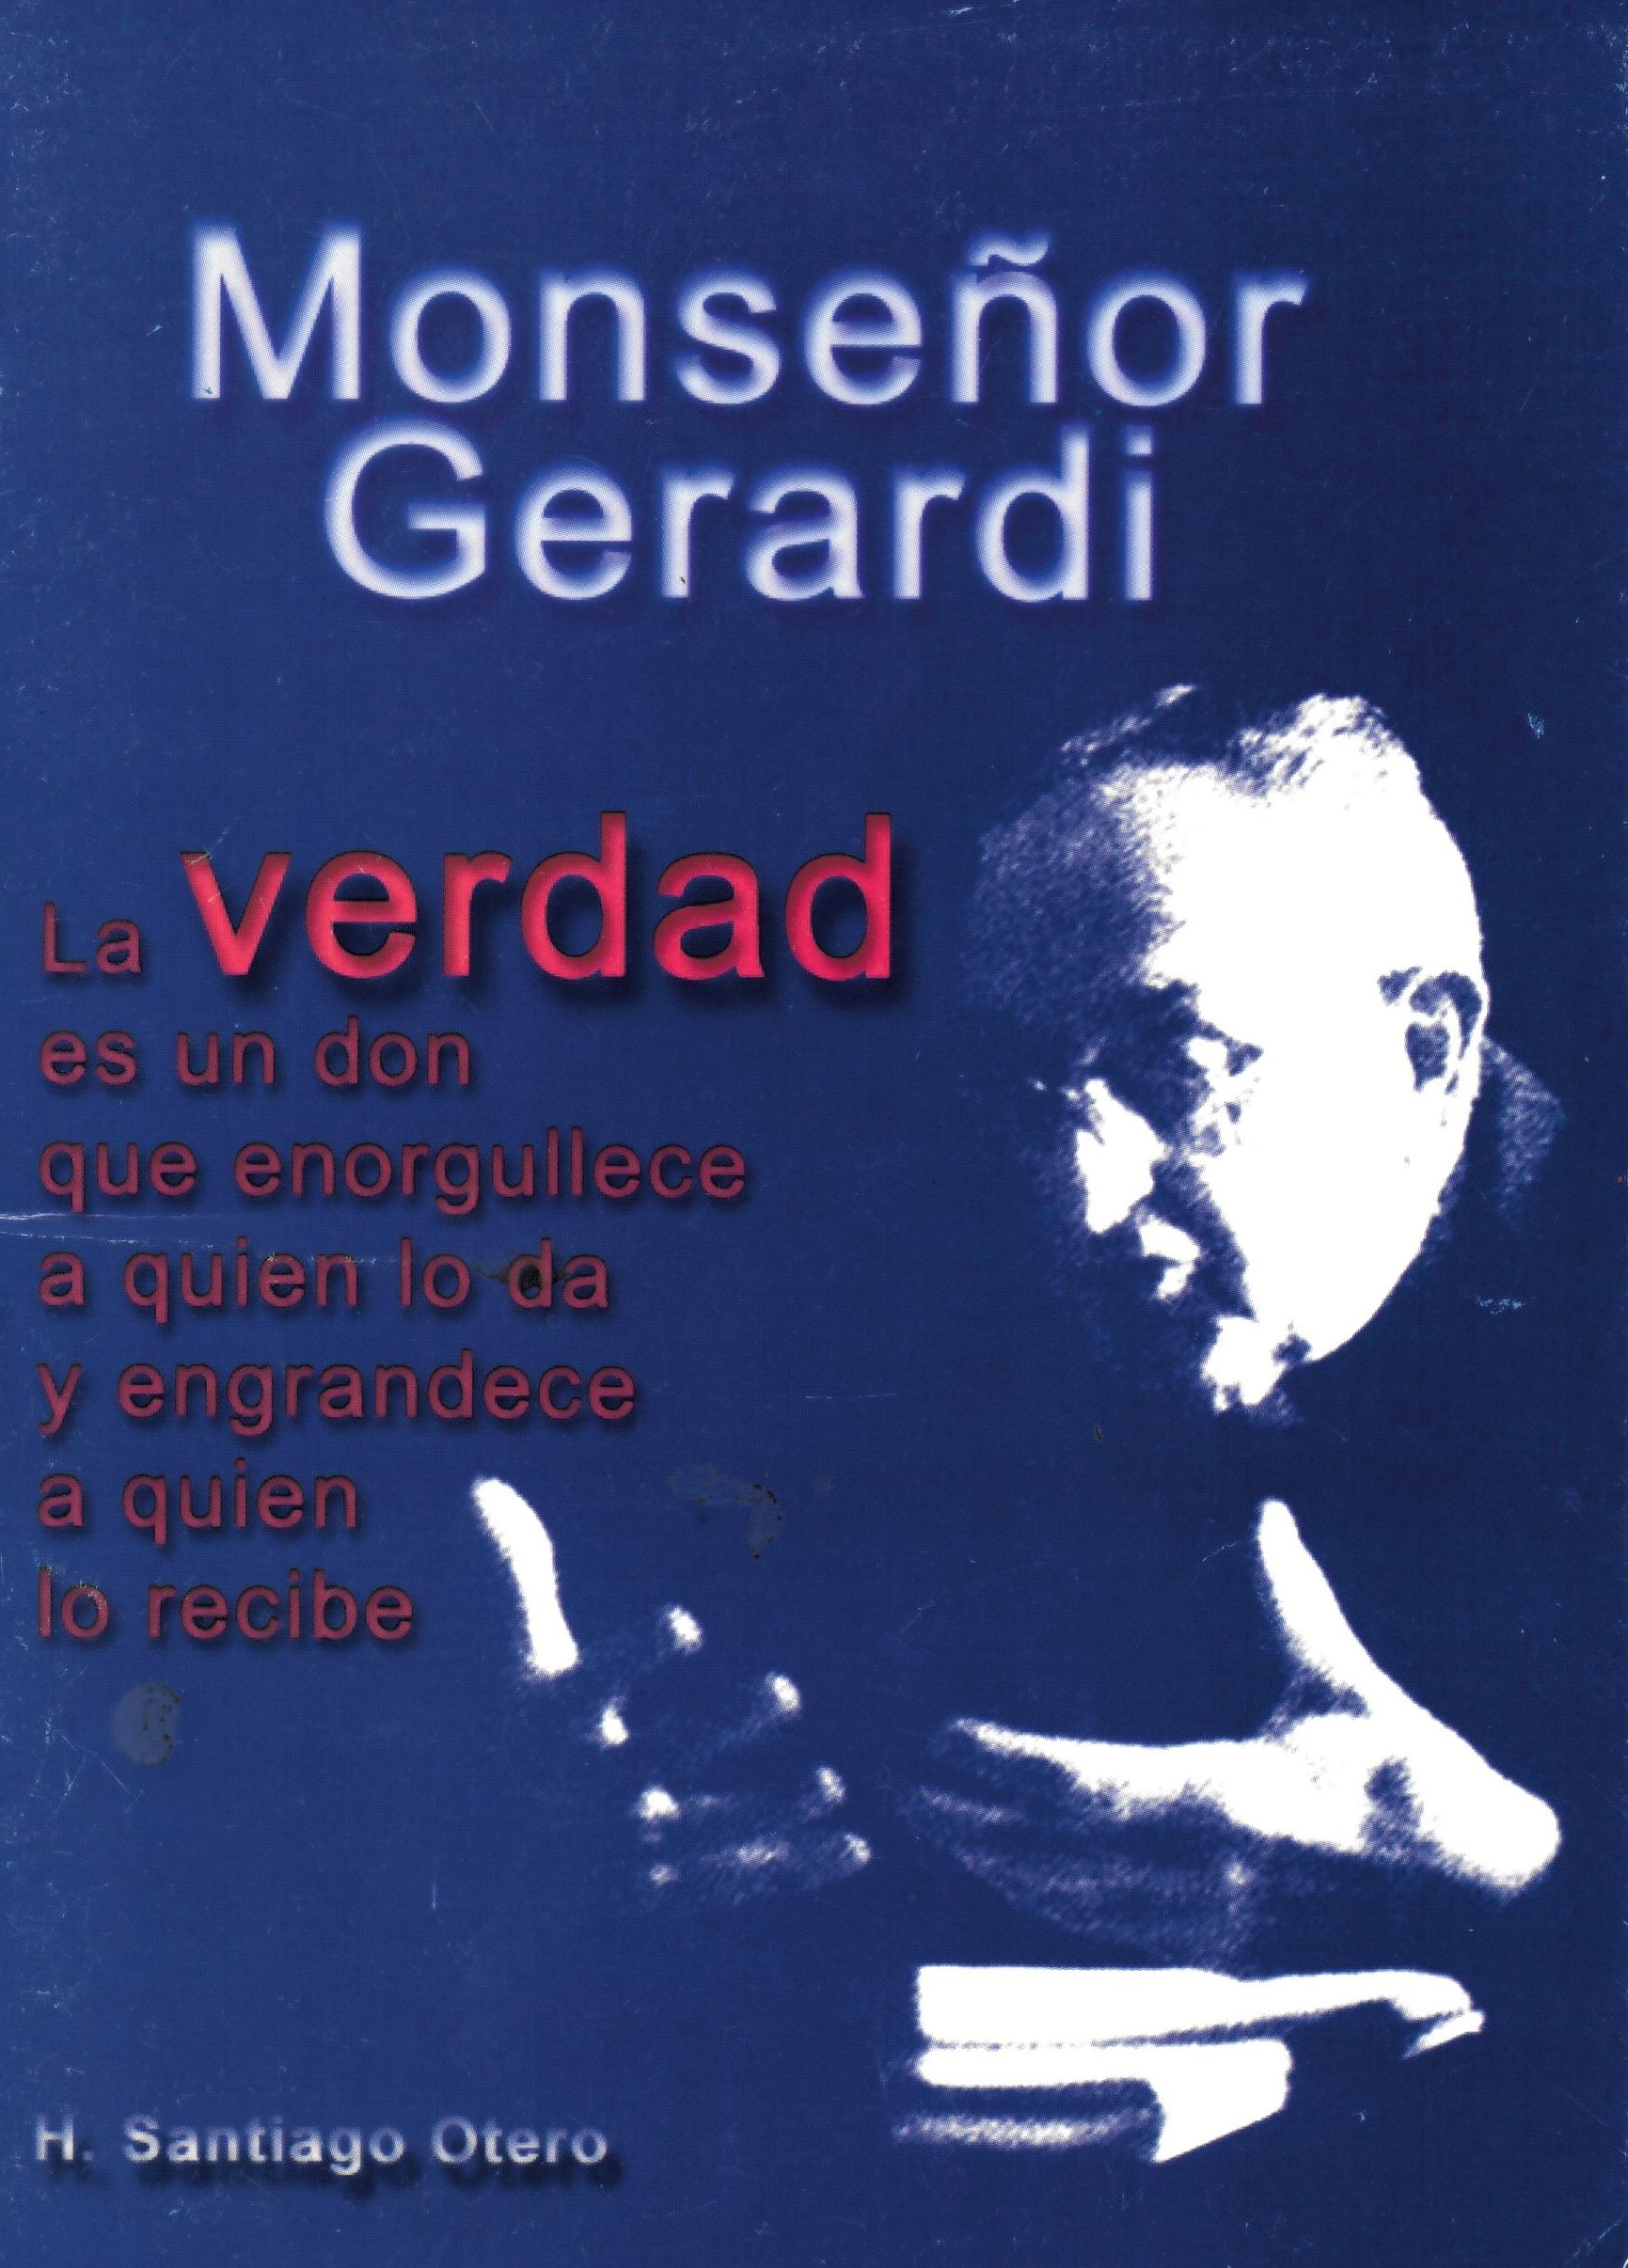 Monseñor
Gerardi
La verdad
es un don
que enorgullece
a quien lo da
y engrandece
a quien
lo recibe
H. Santiago Otero